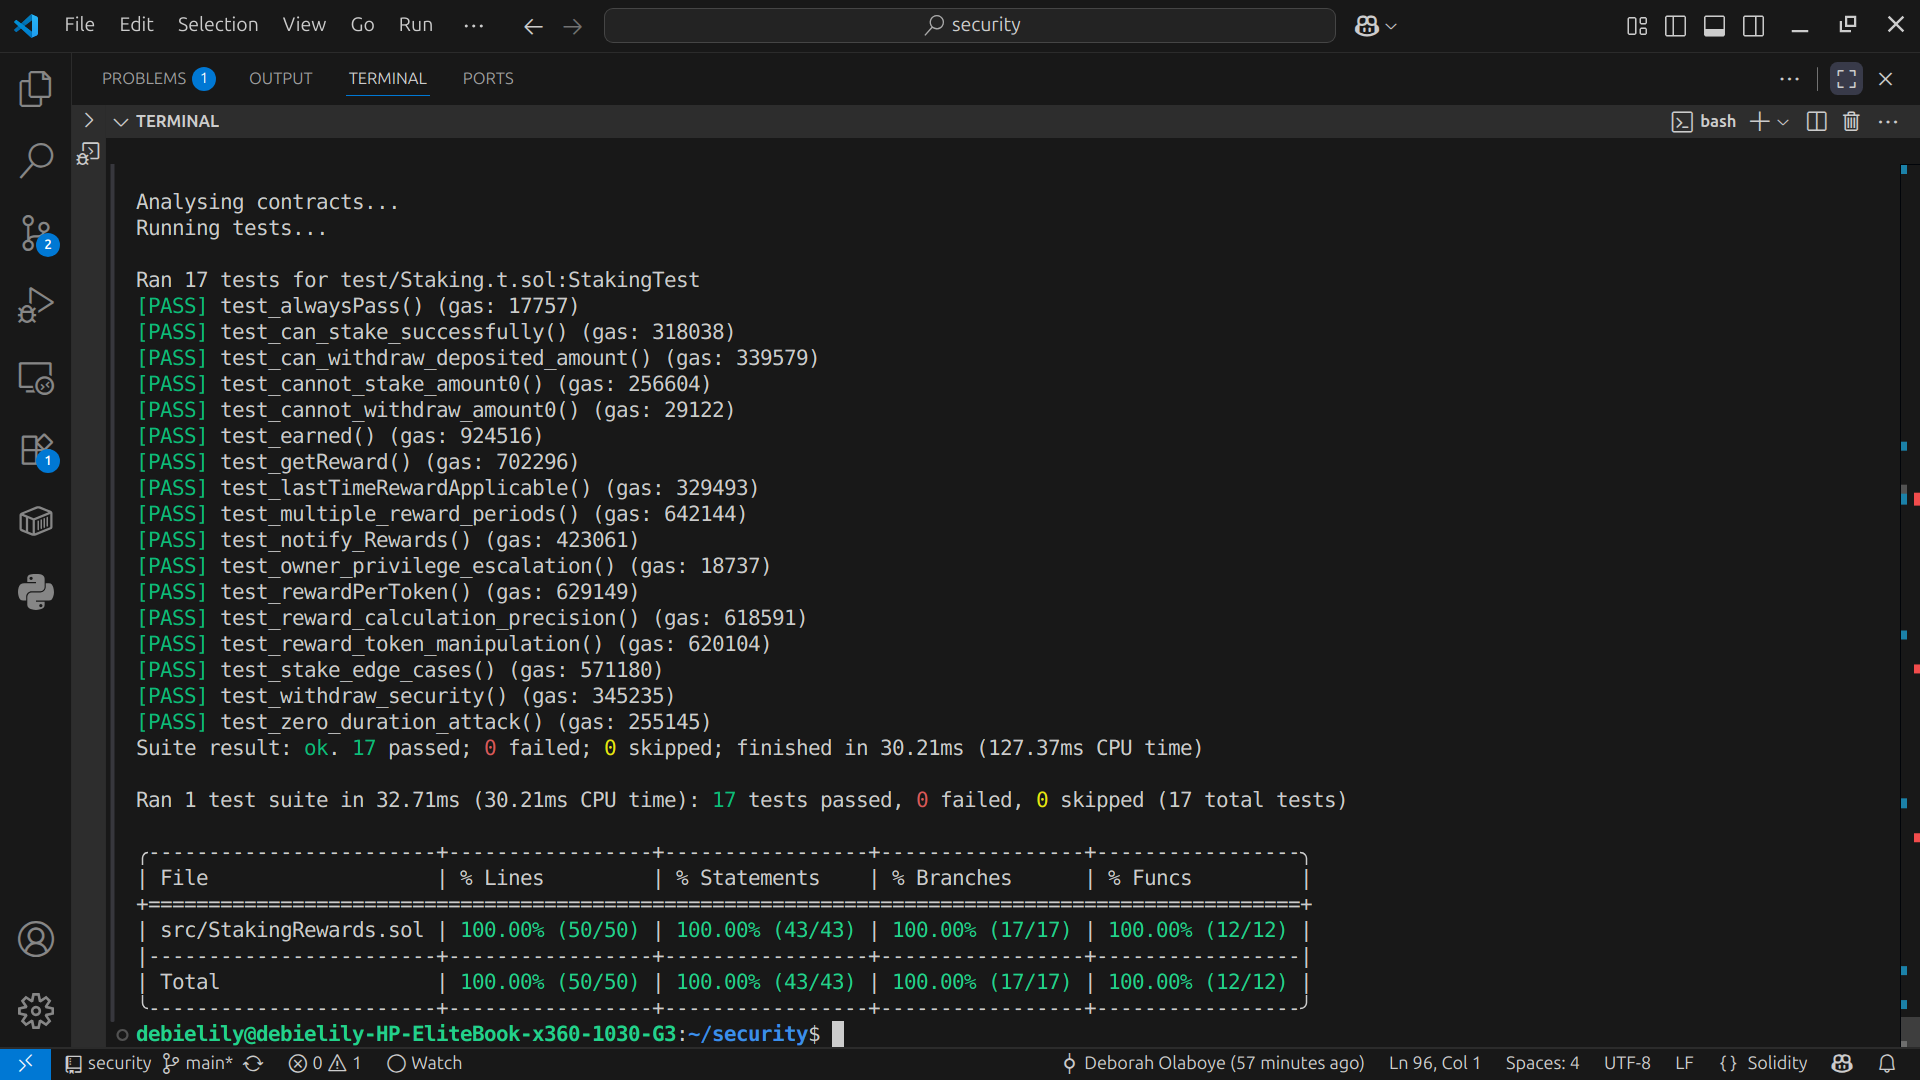 File Edit Selection View Go Run ··· security
PROBLEMS 1 OUTPUT TERMINAL PORTS
TERMINAL bash
Analysing contracts...
Running tests...
Ran 17 tests for test/Staking.t.sol:StakingTest
[PASS] test_alwaysPass() (gas: 17757)
[PASS] test_can_stake_successfully() (gas: 318038)
[PASS] test_can_withdraw_deposited_amount() (gas: 339579)
[PASS] test_cannot_stake_amount0() (gas: 256604)
[PASS] test_cannot_withdraw_amount0() (gas: 29122)
[PASS] test_earned() (gas: 924516)
[PASS] test_getReward() (gas: 702296)
[PASS] test_lastTimeRewardApplicable() (gas: 329493)
[PASS] test_multiple_reward_periods() (gas: 642144)
[PASS] test_notify_Rewards() (gas: 423061)
[PASS] test_owner_privilege_escalation() (gas: 18737)
[PASS] test_rewardPerToken() (gas: 629149)
[PASS] test_reward_calculation_precision() (gas: 618591)
[PASS] test_reward_token_manipulation() (gas: 620104)
[PASS] test_stake_edge_cases() (gas: 571180)
[PASS] test_withdraw_security() (gas: 345235)
[PASS] test_zero_duration_attack() (gas: 255145)
Suite result: ok. 17 passed; 0 failed; 0 skipped; finished in 30.21ms (127.37ms CPU time)
Ran 1 test suite in 32.71ms (30.21ms CPU time): 17 tests passed, 0 failed, 0 skipped (17 total tests)
| File | % Lines | % Statements | % Branches | % Funcs |
| src/StakingRewards.sol | 100.00% (50/50) | 100.00% (43/43) | 100.00% (17/17) | 100.00% (12/12) |
| Total | 100.00% (50/50) | 100.00% (43/43) | 100.00% (17/17) | 100.00% (12/12) |
debielily@debielily-HP-EliteBook-x360-1030-G3:~/security$
2
1
security main* 0 1 Watch Deborah Olaboye (57 minutes ago) Ln 96, Col 1 Spaces: 4 UTF-8 LF {} Solidity